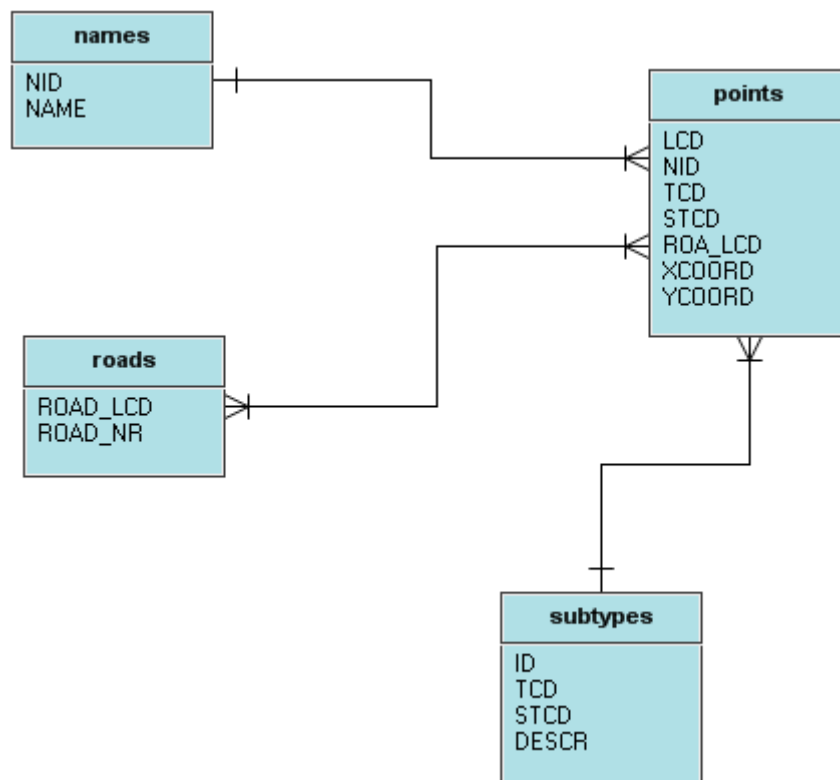 names
NID
NAME
points
LCD
NID
TCD
STCD
ROA_LCD
XCOORD
YCOORD
roads
ROAD_LCD
ROAD_NR
subtypes
ID
TCD
STCD
DESCR